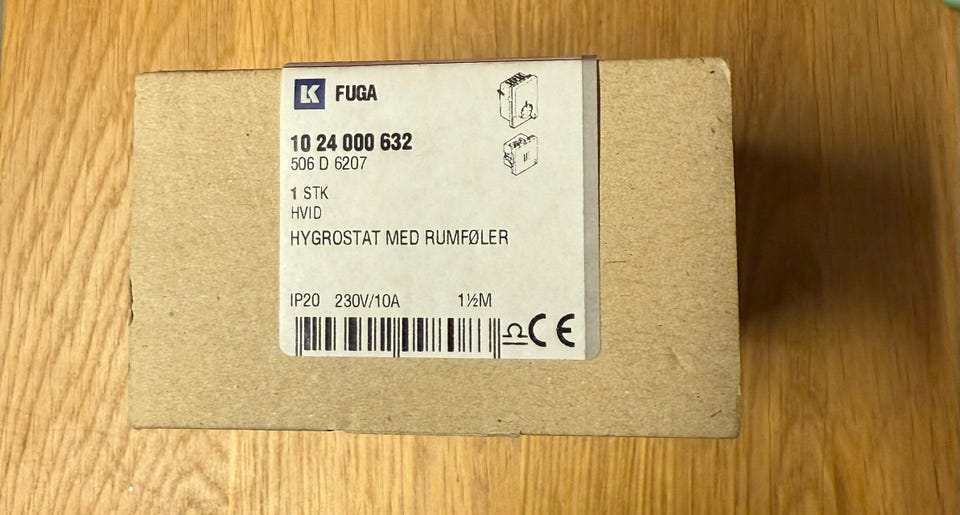 LK FUGA
10 24 000 632
506 D 6207
1 STK
HVID
HYGROSTAT MED RUMFØLER
IP20 230V/10A 1½M
CE